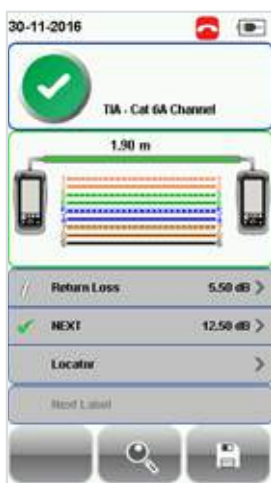 30-11-2016
TIA - Cat 6A Channel
1.90 m
Return Loss 5.50 dB
NEXT 12.50 dB
Locator
Next Label